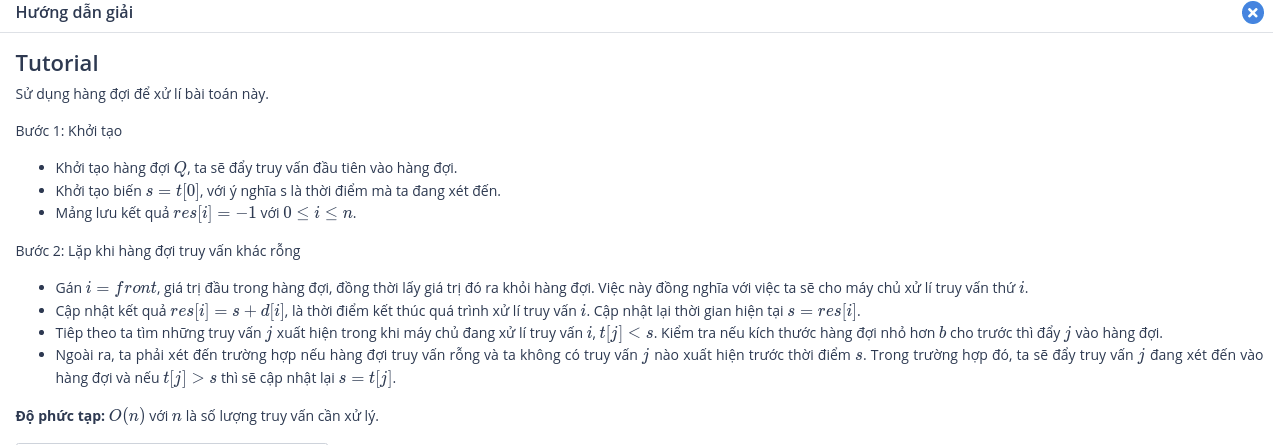 Hướng dẫn giải
Tutorial
Sử dụng hàng đợi để xử lí bài toán này.
Bước 1: Khởi tạo
Khởi tạo hàng đợi Q, ta sẽ đẩy truy vấn đầu tiên vào hàng đợi.
Khởi tạo biến s = t[0], với ý nghĩa s là thời điểm mà ta đang xét đến.
Mảng lưu kết quả res[i] = −1 với 0 ≤ i ≤ n.
Bước 2: Lặp khi hàng đợi truy vấn khác rỗng
Gán i = front, giá trị đầu trong hàng đợi, đồng thời lấy giá trị đó ra khỏi hàng đợi. Việc này đồng nghĩa với việc ta sẽ cho máy chủ xử lí truy vấn thứ i.
Cập nhật kết quả res[i] = s + d[i], là thời điểm kết thúc quá trình xử lí truy vấn i. Cập nhật lại thời gian hiện tại s = res[i].
Tiếp theo ta tìm những truy vấn j xuất hiện trong khi máy chủ đang xử lí truy vấn i, t[j] < s. Kiểm tra nếu kích thước hàng đợi nhỏ hơn b cho trước thì đẩy j vào hàng đợi.
Ngoài ra, ta phải xét đến trường hợp nếu hàng đợi truy vấn rỗng và ta không có truy vấn j nào xuất hiện trước thời điểm s. Trong trường hợp đó, ta sẽ đẩy truy vấn j đang xét đến vào
hàng đợi và nếu t[j] > s thì sẽ cập nhật lại s = t[j].
Độ phức tạp: O(n) với n là số lượng truy vấn cần xử lý.